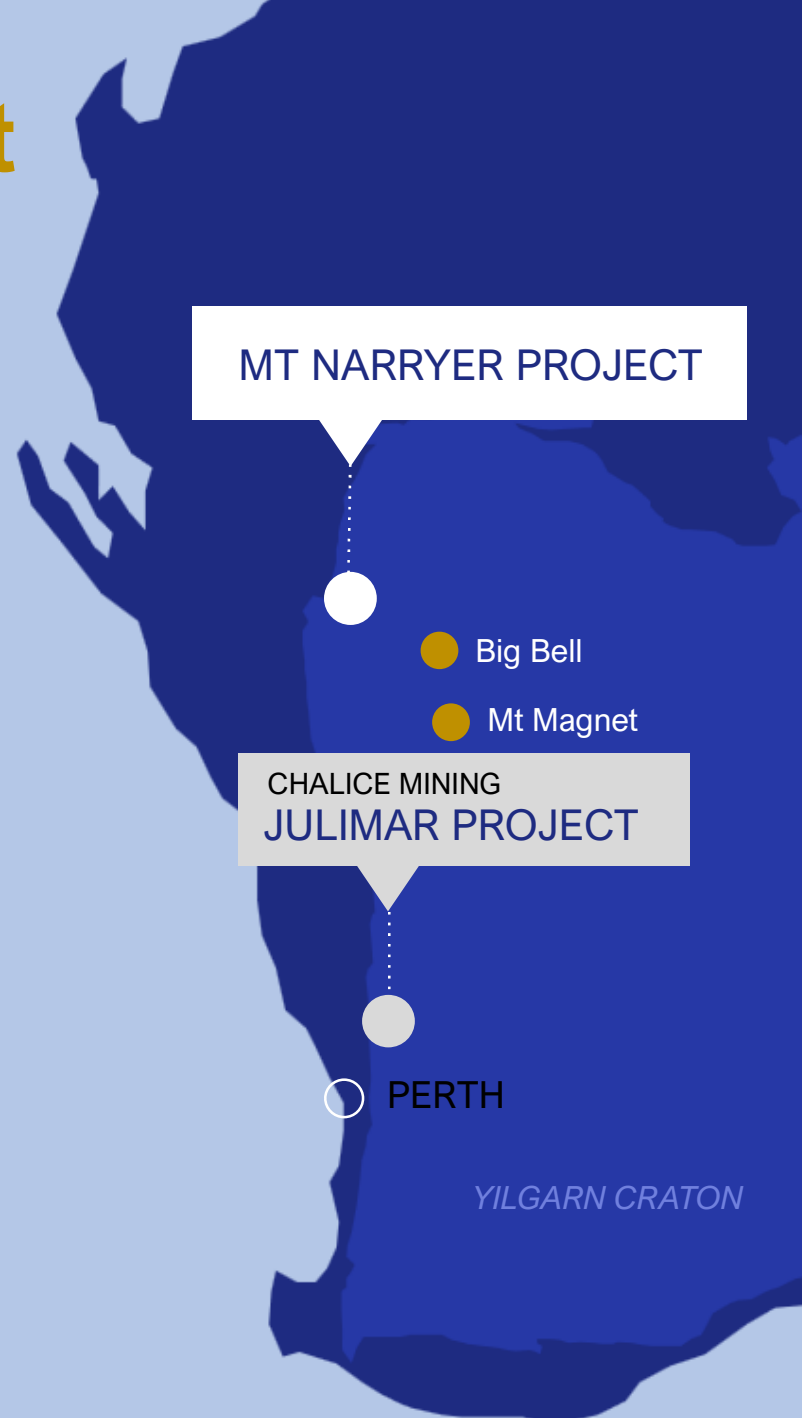 t
MT NARRYER PROJECT
Big Bell
Mt Magnet
CHALICE MINING
JULIMAR PROJECT
PERTH
YILGARN CRATON